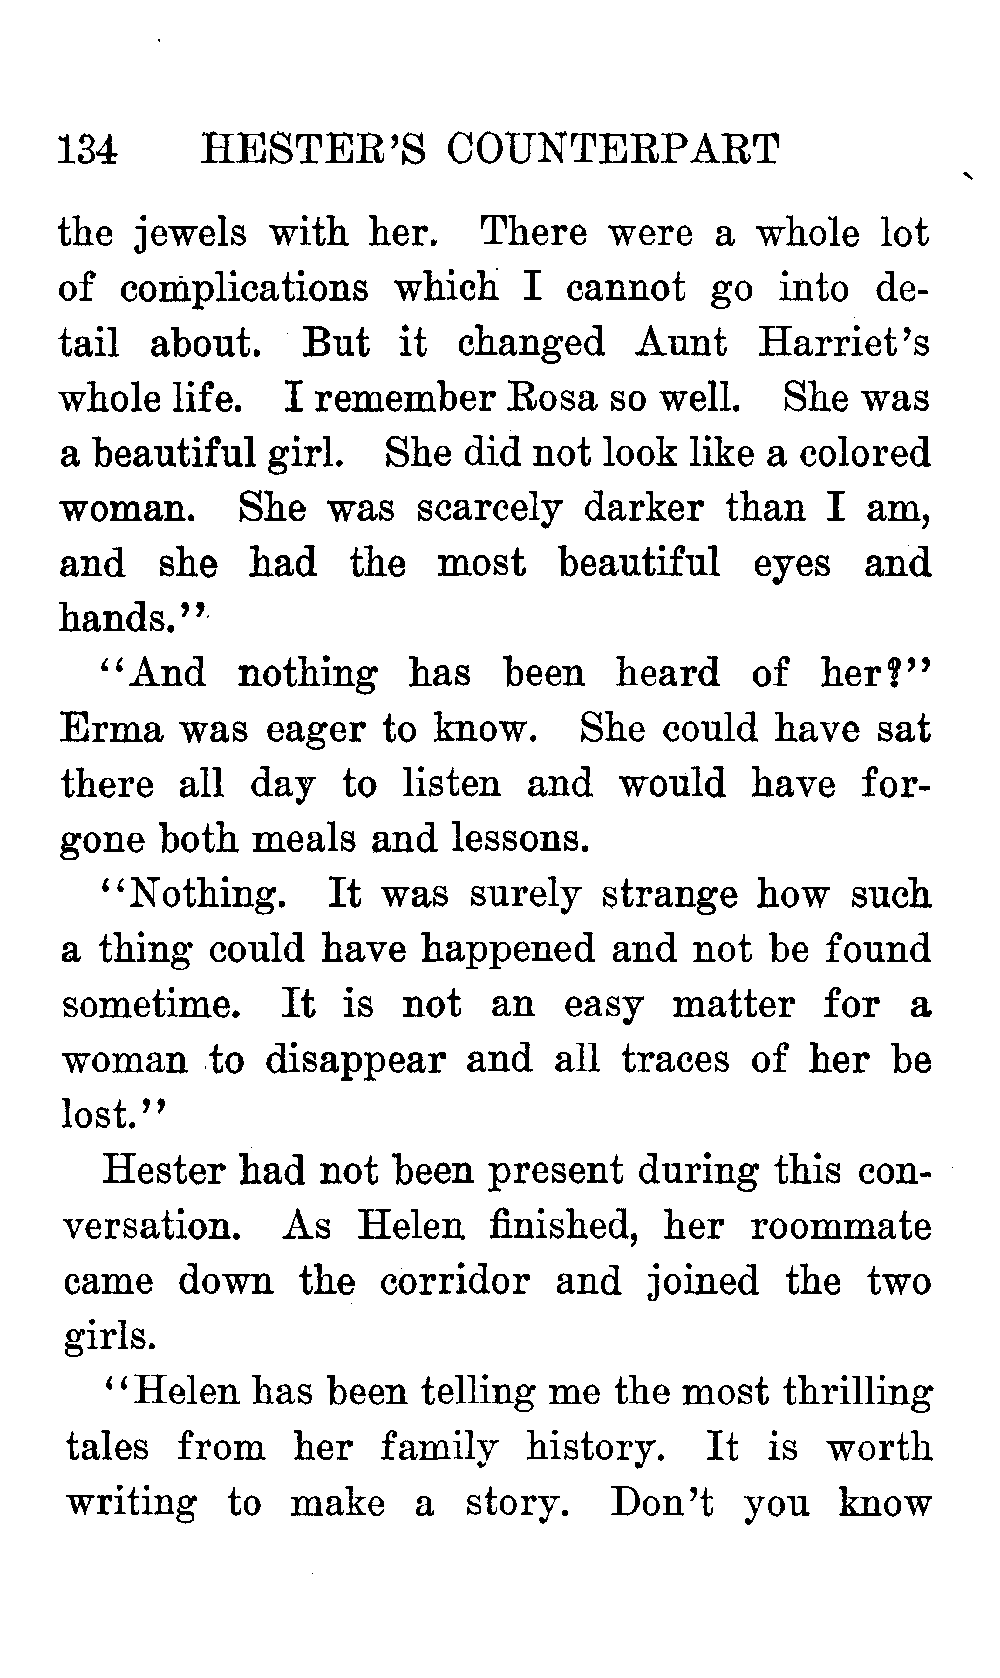 134 HESTER'S COUNTERPART
the jewels with her. There were a whole lot
of complications which I cannot go into de-
tail about. But it changed Aunt Harriet's
whole life. I remember Rosa so well. She was
a beautiful girl. She did not look like a colored
woman. She was scarcely darker than I am,
and she had the most beautiful eyes and
hands."
"And nothing has been heard of her?"
Erma was eager to know. She could have sat
there all day to listen and would have for-
gone both meals and lessons.
"Nothing. It was surely strange how such
a thing could have happened and not be found
sometime. It is not an easy matter for a
woman to disappear and all traces of her be
lost."
Hester had not been present during this con-
versation. As Helen finished, her roommate
came down the corridor and joined the two
girls.
"Helen has been telling me the most thrilling
tales from her family history. It is worth
writing to make a story. Don't you know